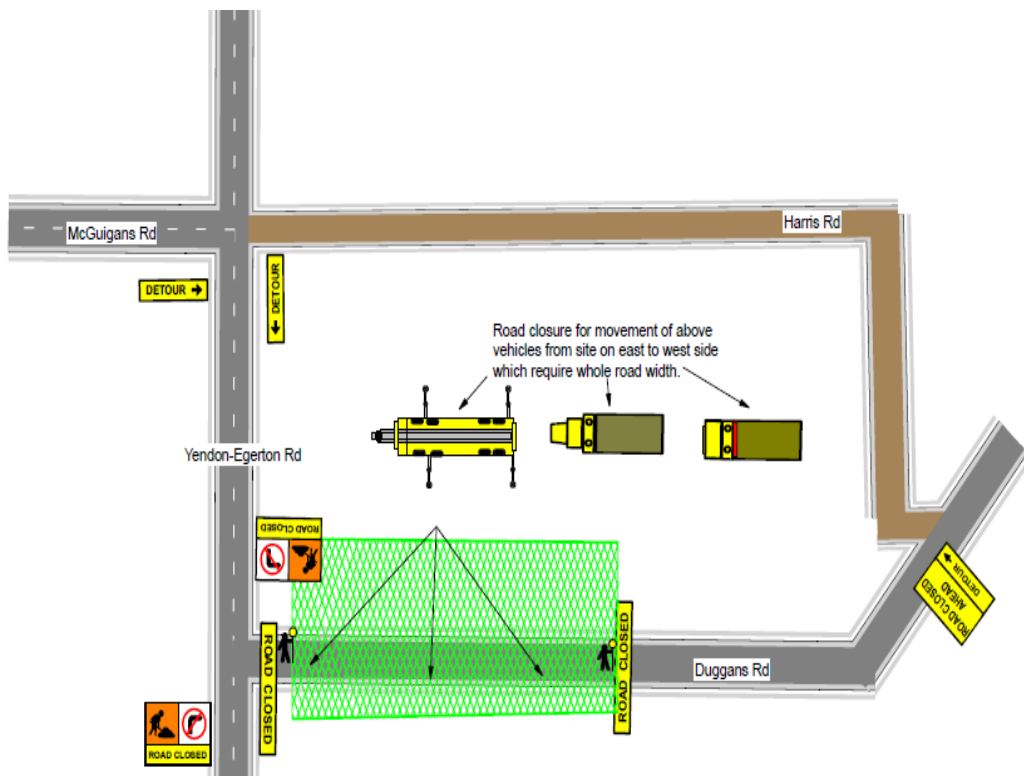 McGuigans Rd
Harris Rd
DETOUR →
DETOUR →
Road closure for movement of above
vehicles from site on east to west side
which require whole road width.
Yendon-Egerton Rd
ROAD CLOSED
ROAD CLOSED
AHEAD
DETOUR →
ROAD CLOSED
ROAD CLOSED
Duggans Rd
ROAD CLOSED